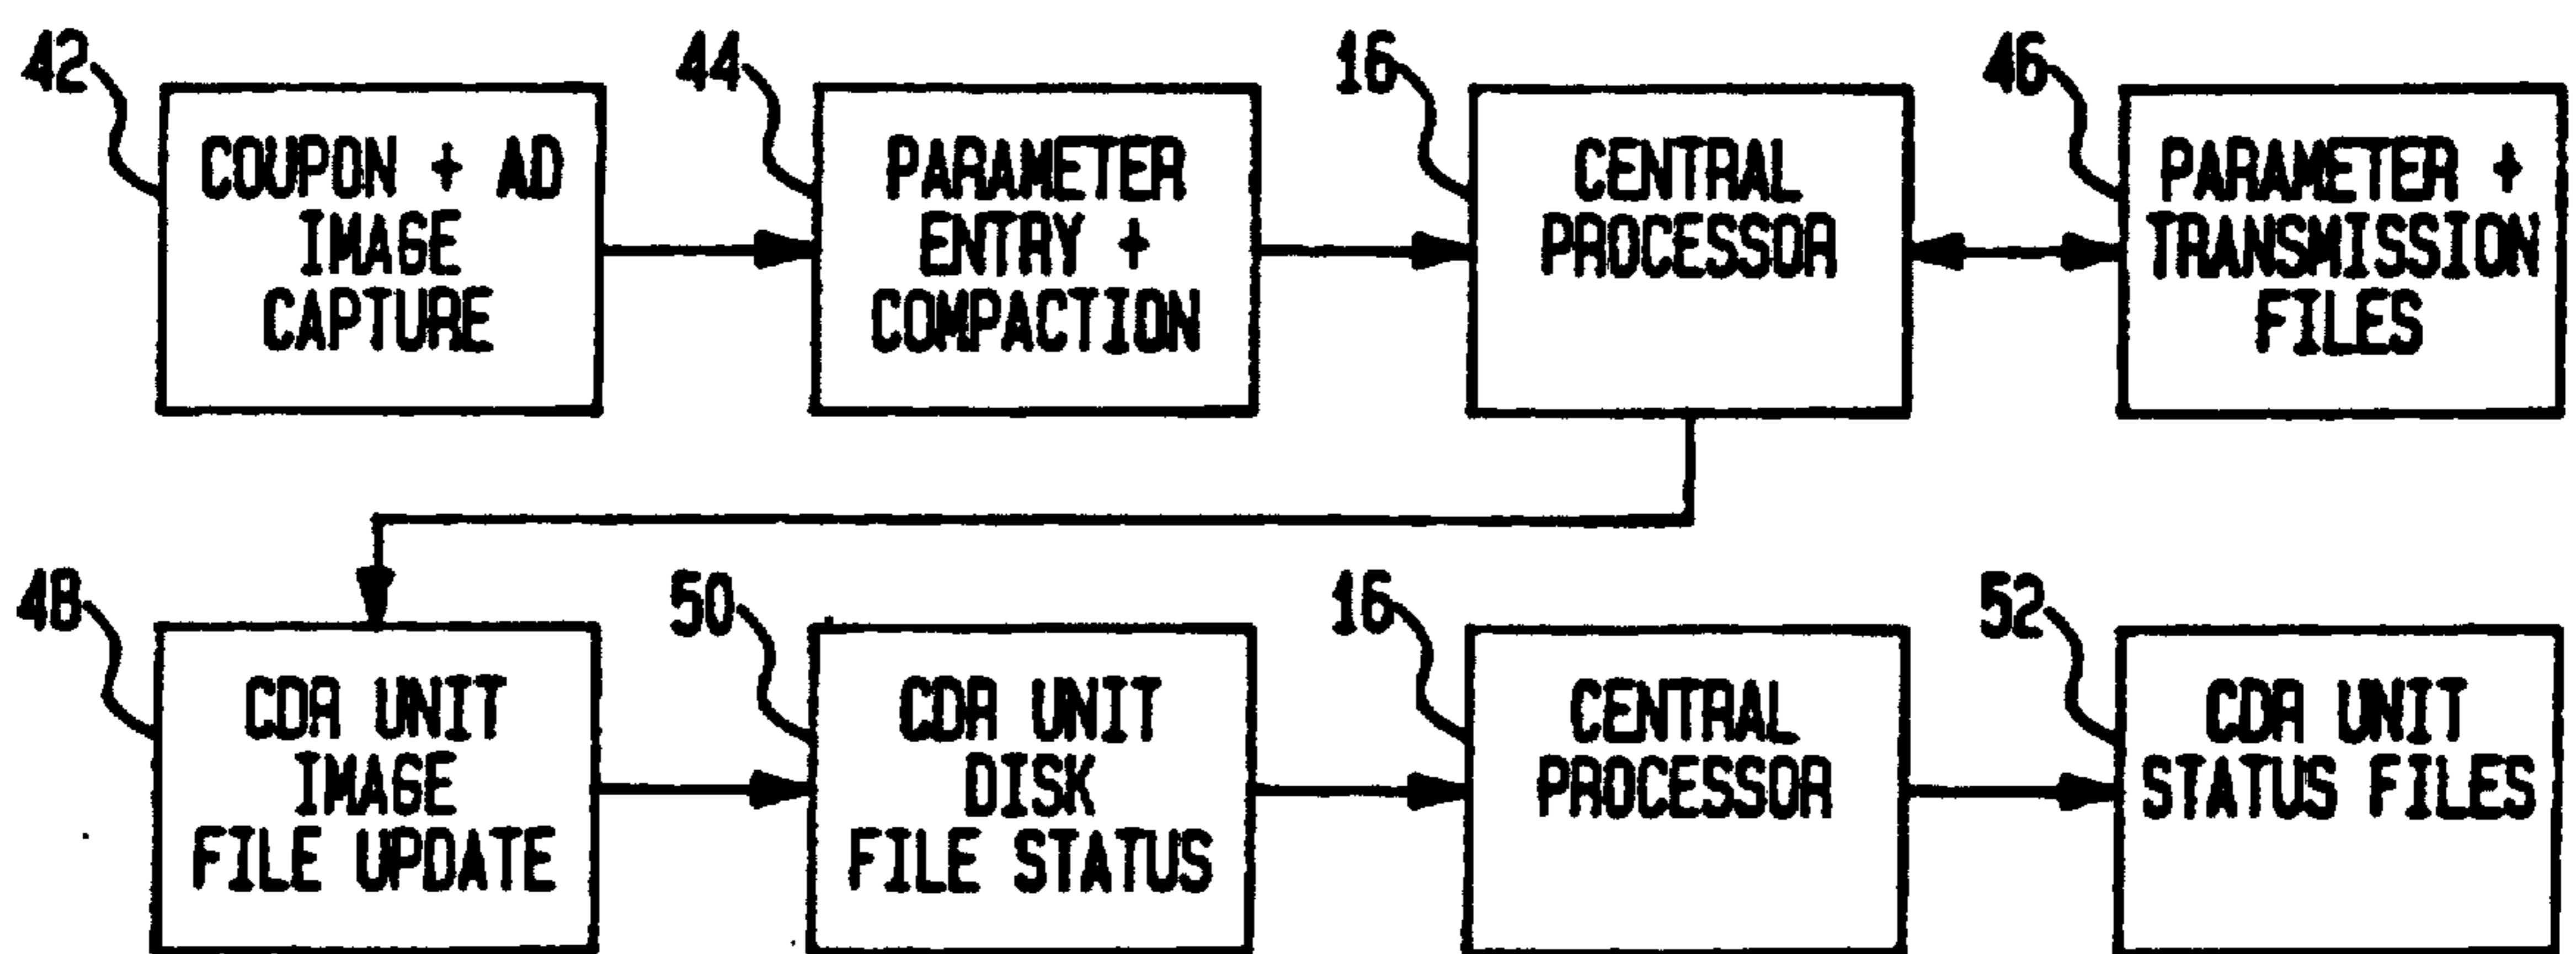 42
COUPON + AD
IMAGE
CAPTURE
44
PARAMETER
ENTRY +
COMPACTION
16
CENTRAL
PROCESSOR
46
PARAMETER +
TRANSMISSION
FILES
48
CDR UNIT
IMAGE
FILE UPDATE
50
CDR UNIT
DISK
FILE STATUS
16
CENTRAL
PROCESSOR
52
CDR UNIT
STATUS FILES